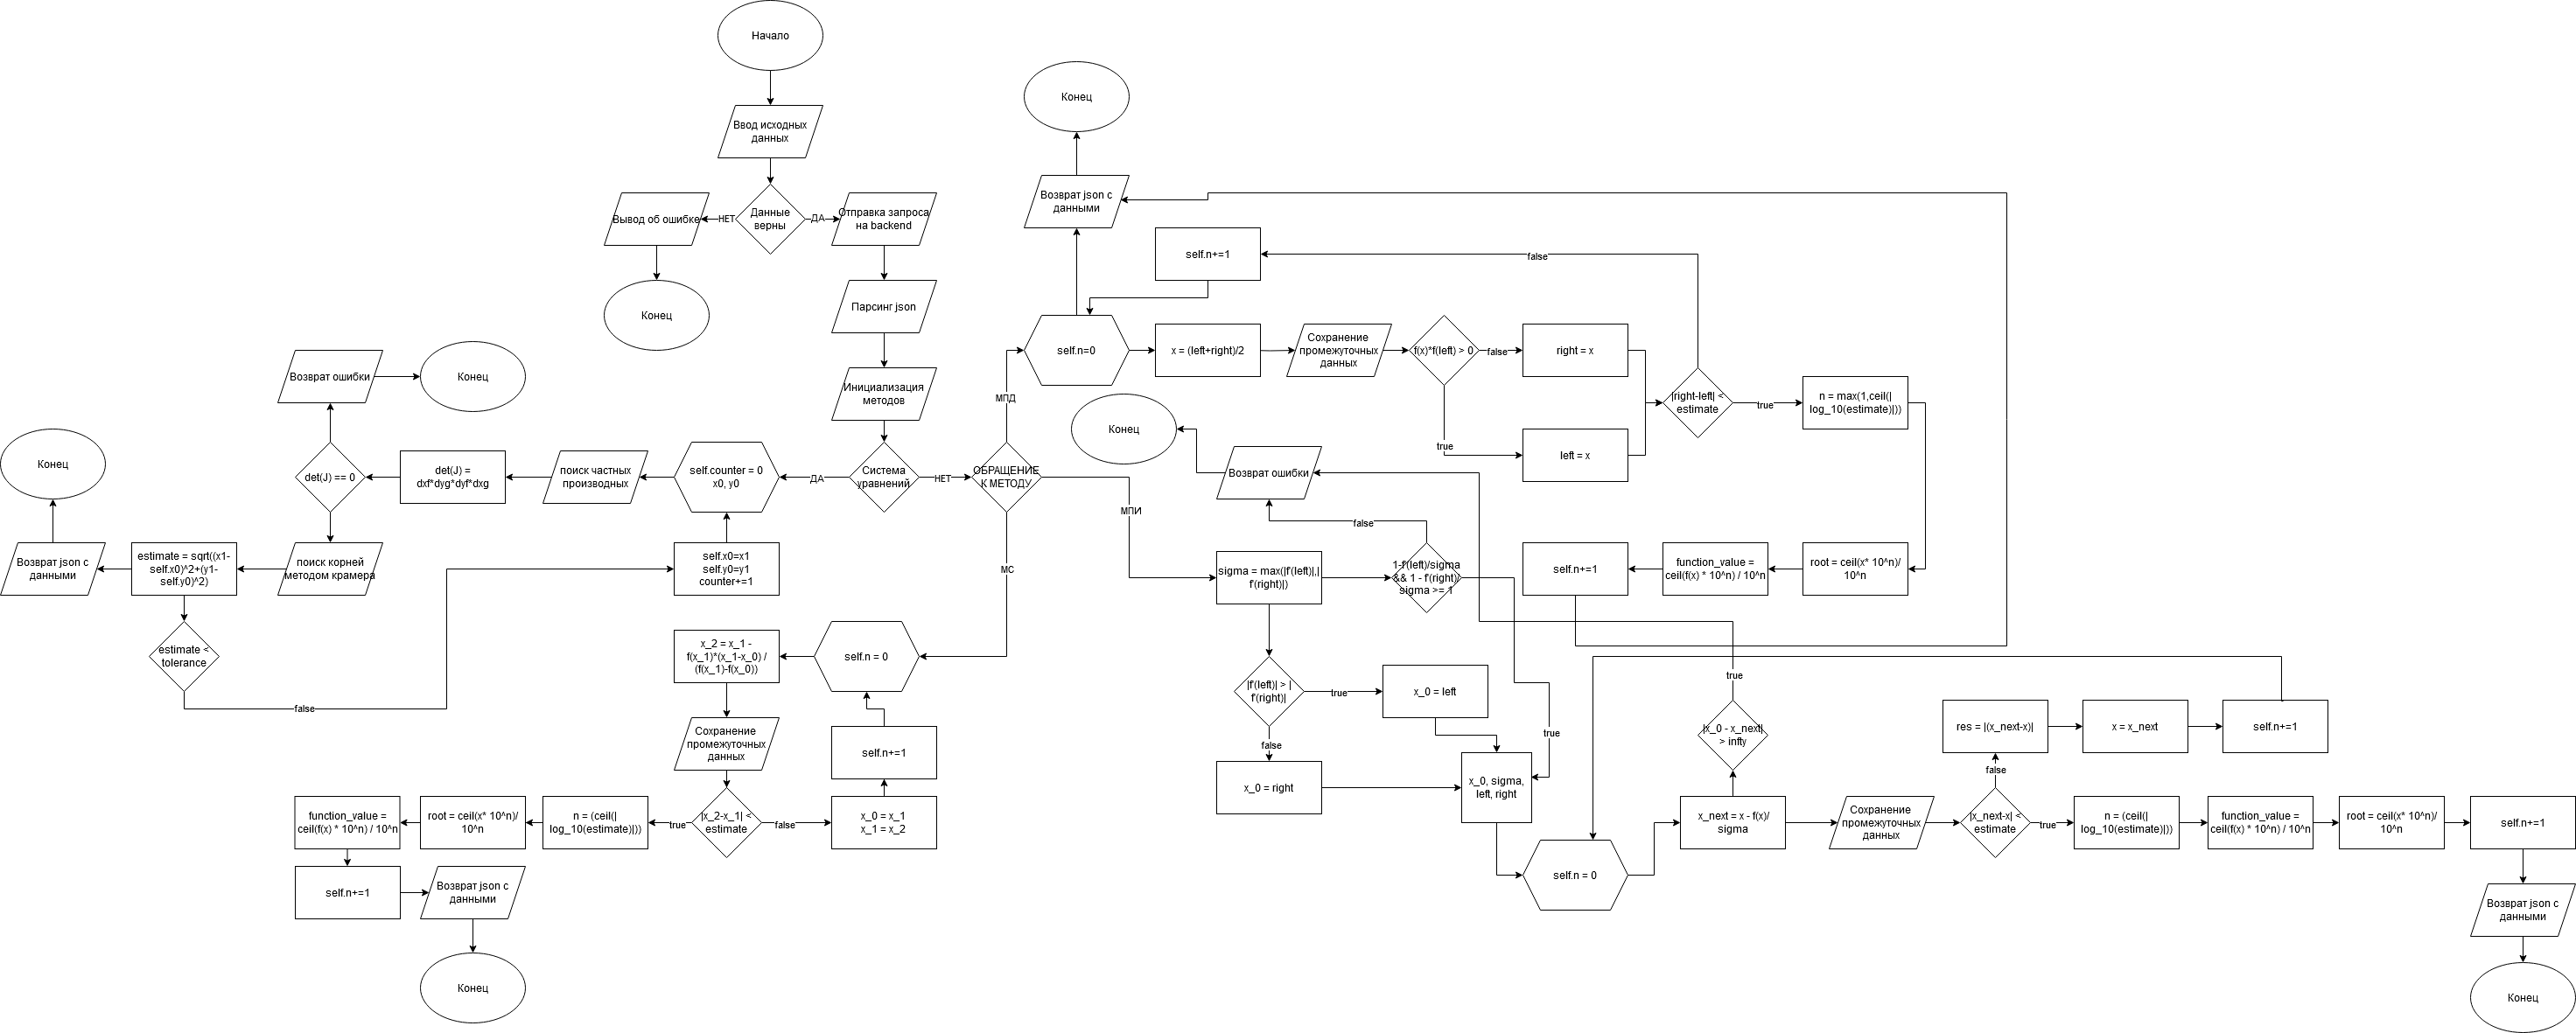 Начало
Ввод исходных
данных
Данные
верны
НЕТ
ДА
Вывод об ошибке
Конец
Отправка запроса
на backend
Парсинг json
Инициализация
методов
Система
уравнений
ДА
НЕТ
ОБРАЩЕНИЕ
К МЕТОДУ
МПД
МПИ
МС
self.counter = 0
x0, y0
поиск частных
производных
det(J) =
dxf*dyg*dyf*dxg
det(J) == 0
Возврат ошибки
Конец
поиск корней
методом крамера
estimate = sqrt((x1-
self.x0)^2+(y1-
self.y0)^2)
Возврат json с
данными
Конец
estimate <
tolerance
false
self.x0=x1
self.y0=y1
counter+=1
self.n = 0
x_2 = x_1 -
f(x_1)*(x_1-x_0) /
(f(x_1)-f(x_0))
Сохранение
промежуточных
данных
|x_2-x_1| <
estimate
false
x_0 = x_1
x_1 = x_2
self.n+=1
true
n = (ceil(|
log_10(estimate)|))
root = ceil(x* 10^n)/
10^n
function_value =
ceil(f(x) * 10^n) / 10^n
self.n+=1
Возврат json с
данными
Конец
Конец
Возврат json с
данными
self.n+=1
false
self.n=0
x = (left+right)/2
Сохранение
промежуточных
данных
f(x)*f(left) > 0
false
right = x
true
left = x
|right-left| <
estimate
true
n = max(1,ceil(|
log_10(estimate)|))
root = ceil(x* 10^n)/
10^n
function_value =
ceil(f(x) * 10^n) / 10^n
self.n+=1
Конец
Возврат ошибки
false
sigma = max(|f'(left)|,|
f'(right)|)
1-f'(left)/sigma
&& 1 - f'(right)/
sigma >= 1
true
|f'(left)| > |
f'(right)|
true
x_0 = left
false
x_0 = right
x_0, sigma,
left, right
self.n = 0
x_next = x - f(x)/
sigma
|x_0 - x_next|
> infty
true
Сохранение
промежуточных
данных
|x_next-x| <
estimate
false
res = |(x_next-x)|
x = x_next
self.n+=1
true
n = (ceil(|
log_10(estimate)|))
function_value =
ceil(f(x) * 10^n) / 10^n
root = ceil(x* 10^n)/
10^n
self.n+=1
Возврат json с
данными
Конец